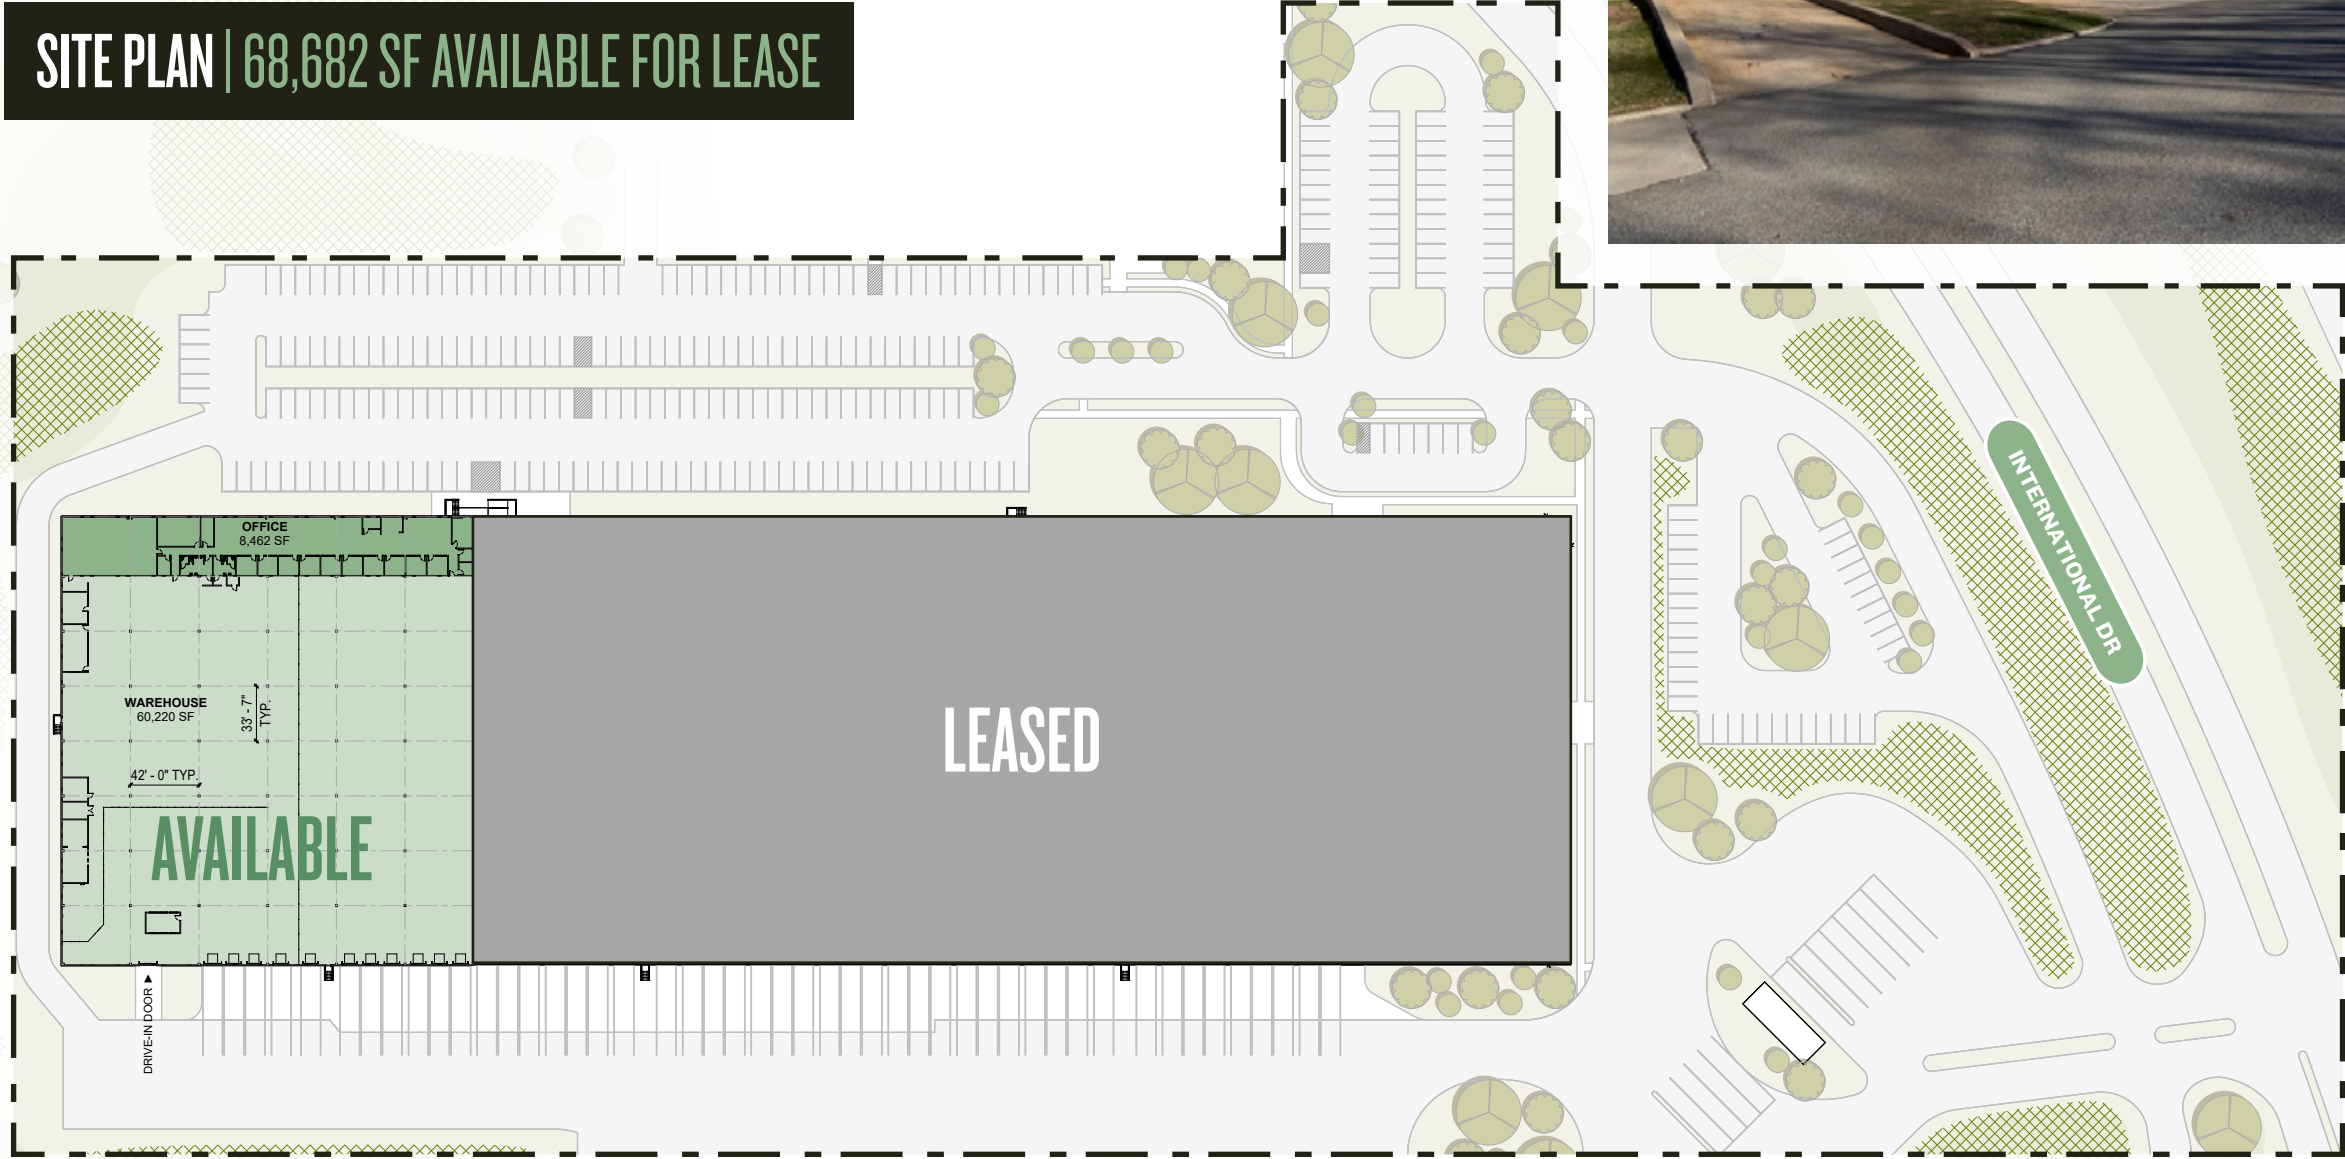 SITE PLAN | 68,682 SF AVAILABLE FOR LEASE
OFFICE
8,462 SF
WAREHOUSE
60,220 SF
33' - 7"
TYP.
42' - 0" TYP.
AVAILABLE
LEASED
INTERNATIONAL DR
DRIVE-IN DOOR